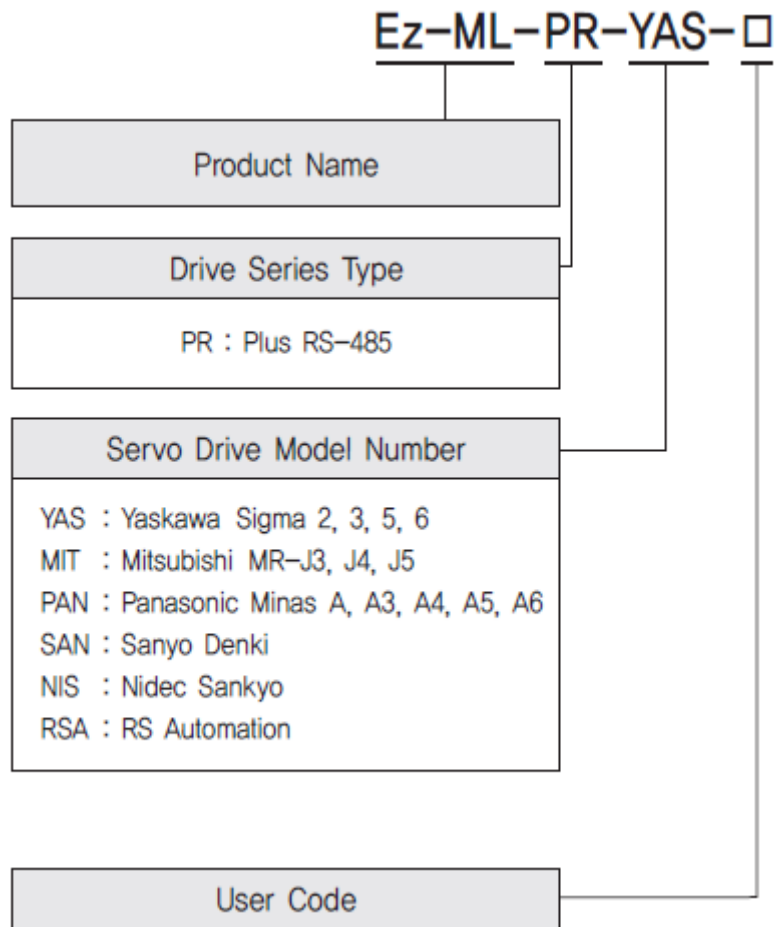 Ez-ML-PR-YAS-□
Product Name
Drive Series Type
PR : Plus RS-485
Servo Drive Model Number
YAS : Yaskawa Sigma 2, 3, 5, 6
MIT : Mitsubishi MR-J3, J4, J5
PAN : Panasonic Minas A, A3, A4, A5, A6
SAN : Sanyo Denki
NIS : Nidec Sankyo
RSA : RS Automation
User Code